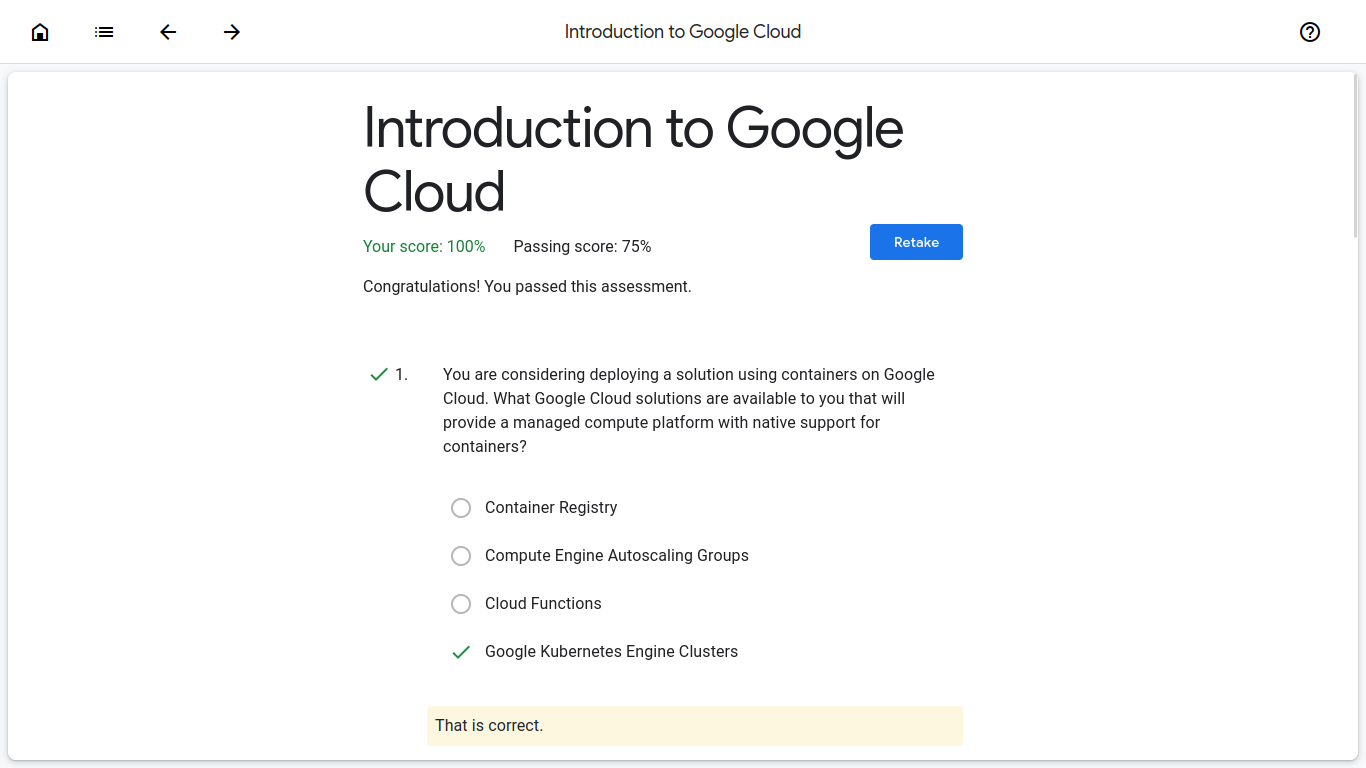 Introduction to Google Cloud
Introduction to Google
Cloud
Your score: 100% Passing score: 75%
Retake
Congratulations! You passed this assessment.
1. You are considering deploying a solution using containers on Google
Cloud. What Google Cloud solutions are available to you that will
provide a managed compute platform with native support for
containers?
Container Registry
Compute Engine Autoscaling Groups
Cloud Functions
Google Kubernetes Engine Clusters
That is correct.